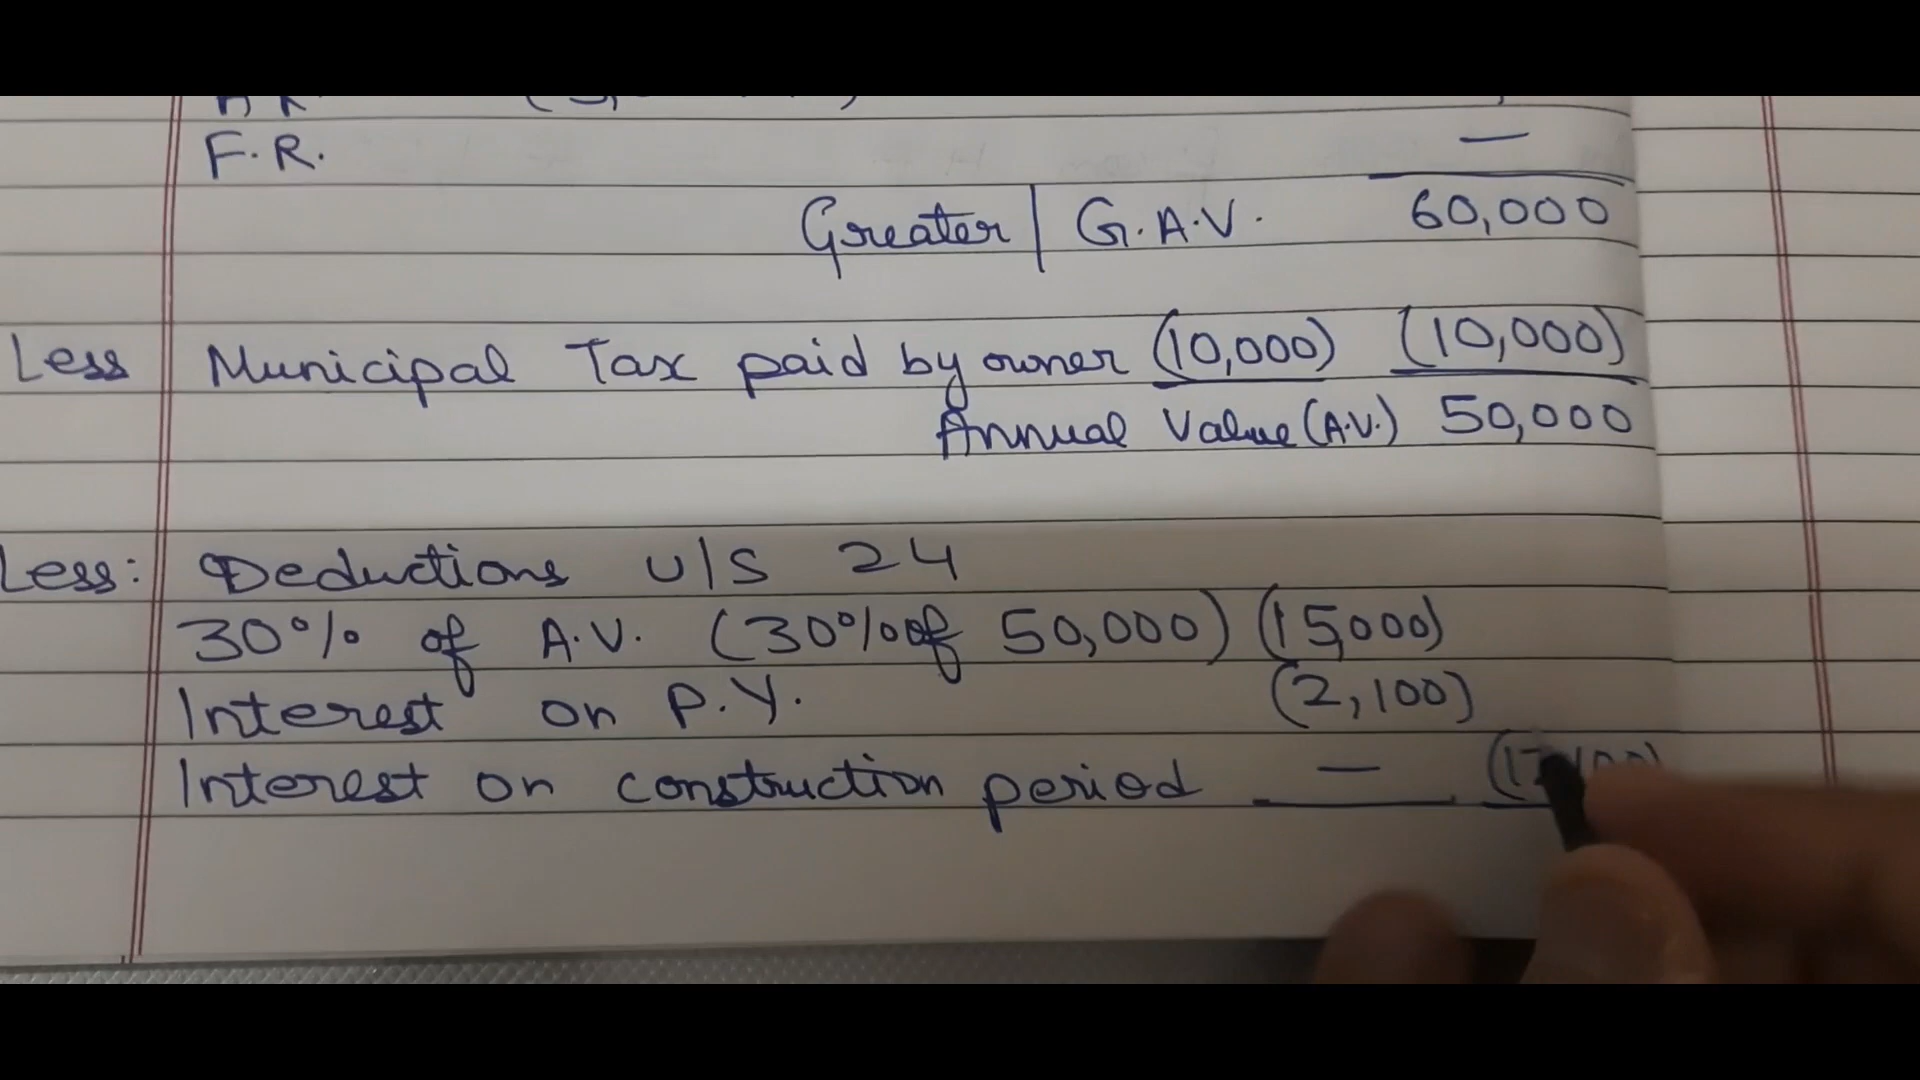 F.R. —
Greater | G.A.V. 60,000
Less Municipal Tax paid by owner (10,000) (10,000)
Annual Value (A.V.) 50,000
Less: Deductions U/S 24
30% of A.V. (30% of 50,000) (15,000)
Interest on P.Y. (2,100)
Interest on construction period —